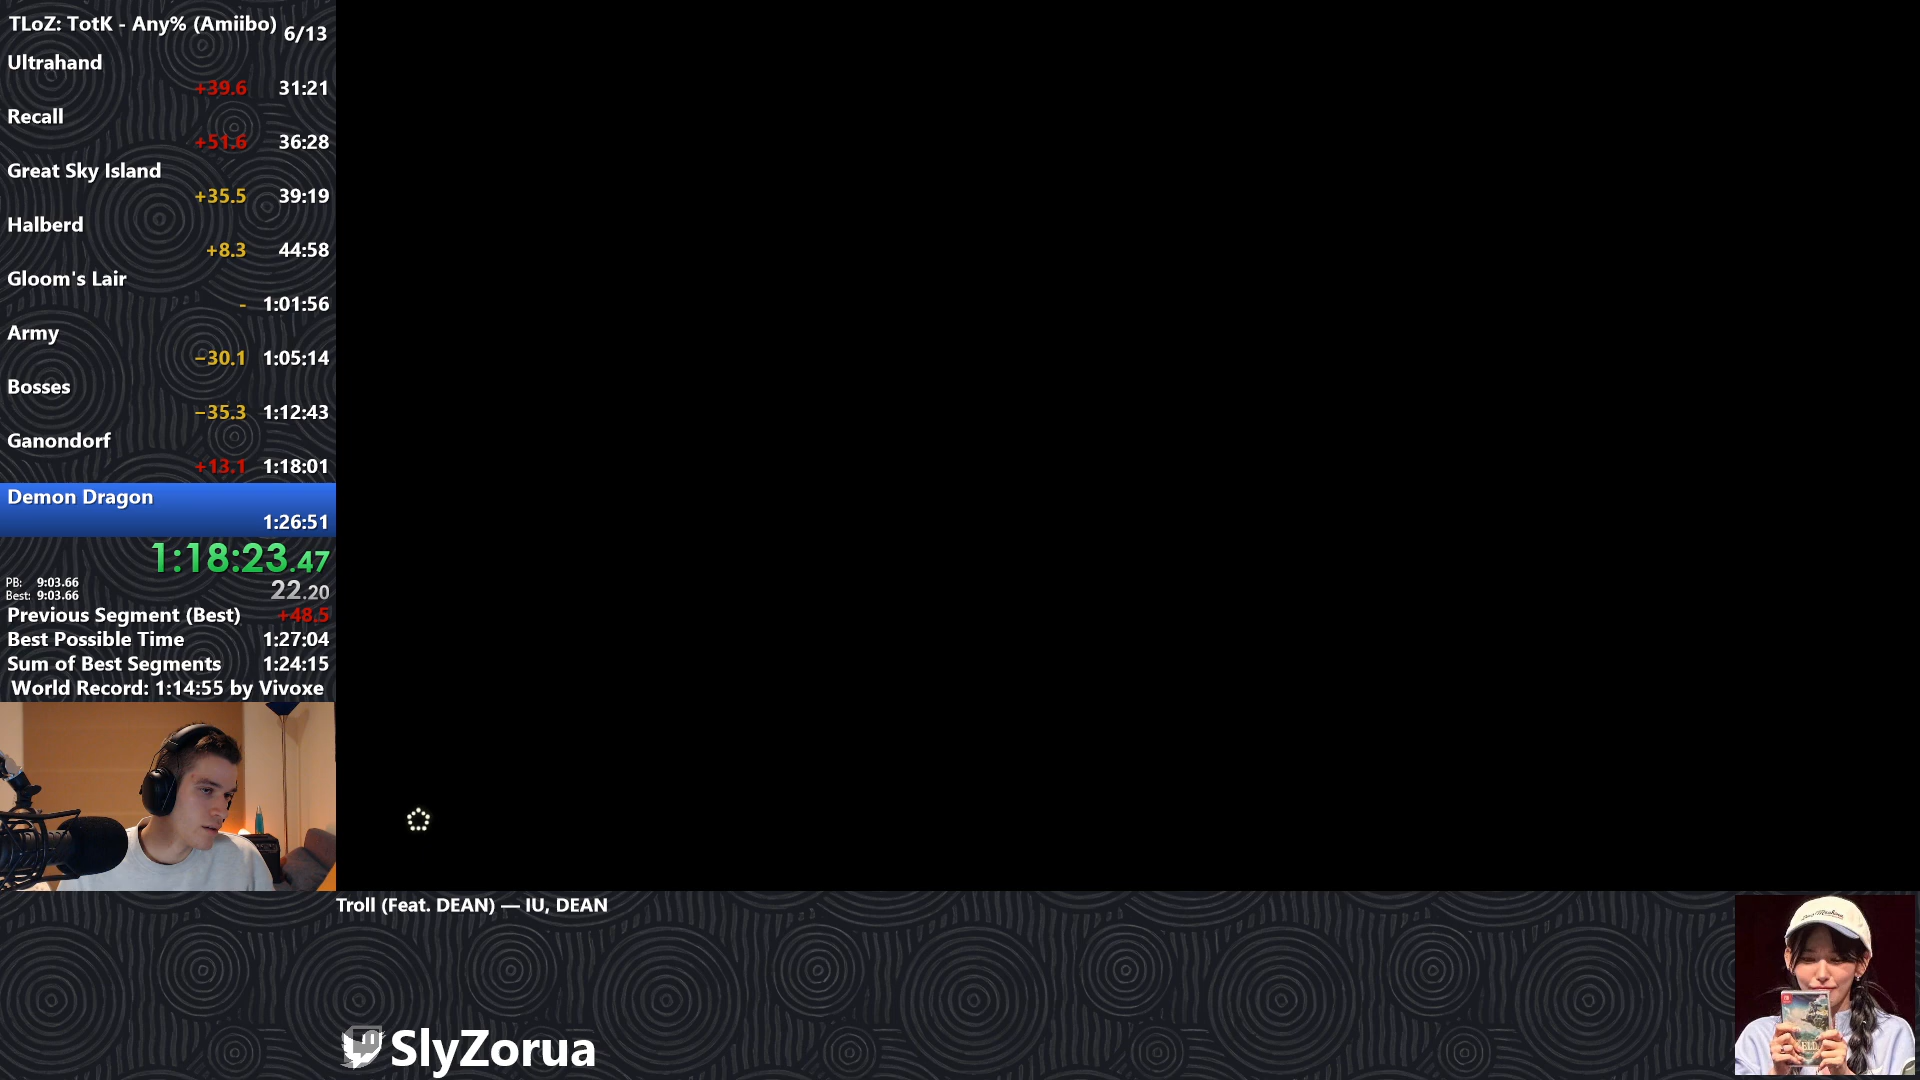 TLoZ: TotK - Any% (Amiibo) 6/13
Ultrahand
+39.6 31:21
Recall
+51.6 36:28
Great Sky Island
+35.5 39:19
Halberd
+8.3 44:58
Gloom's Lair
- 1:01:56
Army
−30.1 1:05:14
Bosses
−35.3 1:12:43
Ganondorf
+13.1 1:18:01
Demon Dragon
1:26:51
1:18:23.47
PB: 9:03.66
Best: 9:03.66
22.20
Previous Segment (Best) +48.5
Best Possible Time 1:27:04
Sum of Best Segments 1:24:15
World Record: 1:14:55 by Vivoxe
Troll (Feat. DEAN) — IU, DEAN
SlyZorua